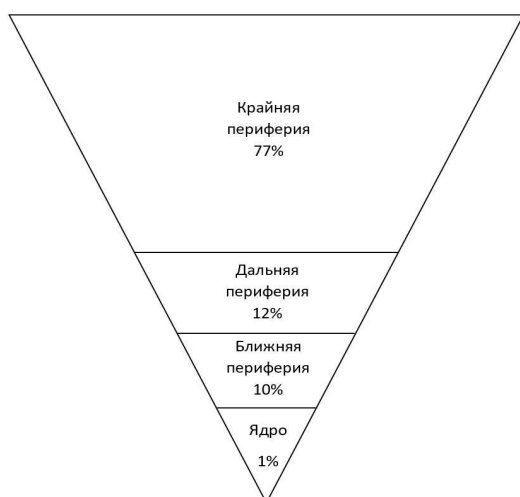 Крайняя
периферия
77%
Дальняя
периферия
12%
Ближняя
периферия
10%
Ядро
1%